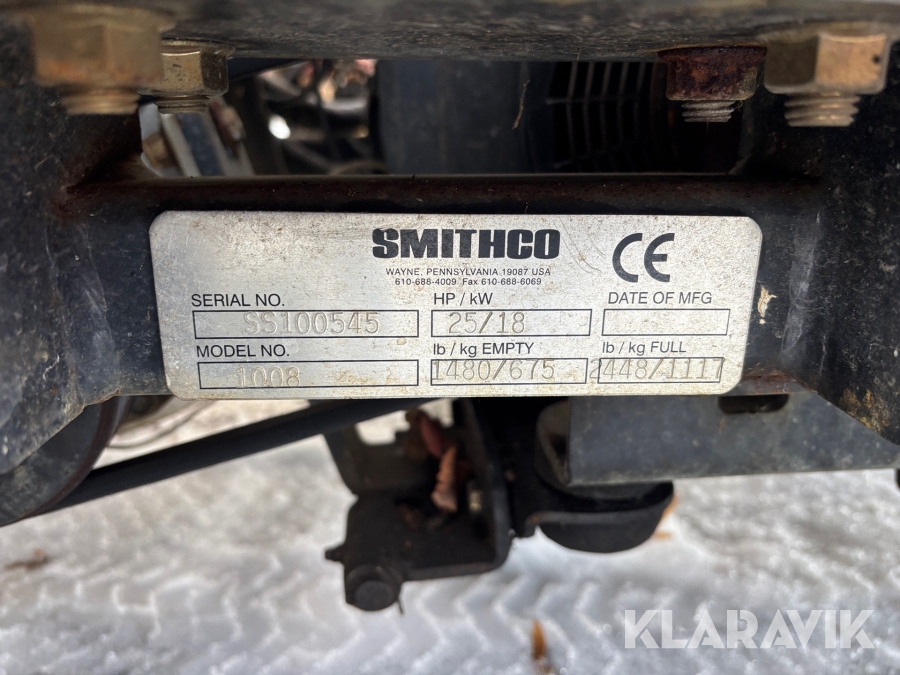 SMITHCO
WAYNE, PENNSYLVANIA 19087 USA
610-688-4009 Fax 610-688-6069
CE
SERIAL NO. HP / kW DATE OF MFG
SS100545 25/18
MODEL NO. lb / kg EMPTY lb / kg FULL
1008 1480/675 2448/1117
KLARAVIK